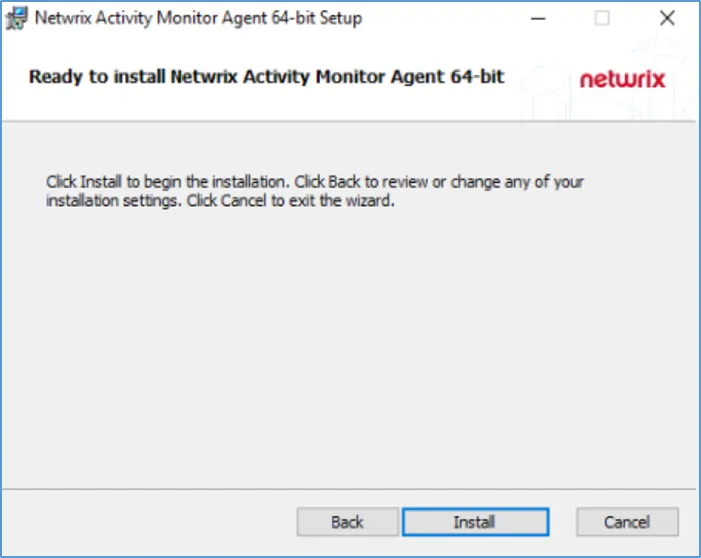 Netwrix Activity Monitor Agent 64-bit Setup
Ready to install Netwrix Activity Monitor Agent 64-bit
netwrix
Click Install to begin the installation. Click Back to review or change any of your
installation settings. Click Cancel to exit the wizard.
Back
Install
Cancel